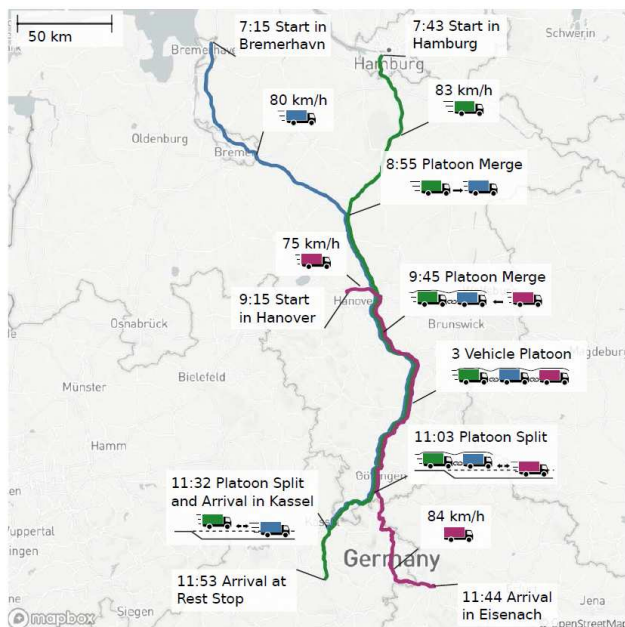 50 km
7:15 Start in
Bremerhavn
7:43 Start in
Hamburg
Schwerin
Bremerhaven
Hamburg
80 km/h
83 km/h
Oldenburg
Bremen
8:55 Platoon Merge
75 km/h
9:15 Start
in Hanover
Hanover
9:45 Platoon Merge
Osnabrück
Brunswick
3 Vehicle Platoon
Magdeburg
Bielefeld
Münster
11:03 Platoon Split
Hamm
Göttingen
11:32 Platoon Split
and Arrival in Kassel
84 km/h
Wuppertal
Germany
11:53 Arrival at
Rest Stop
11:44 Arrival
in Eisenach
Siegen
Jena
mapbox
© OpenStreetMap